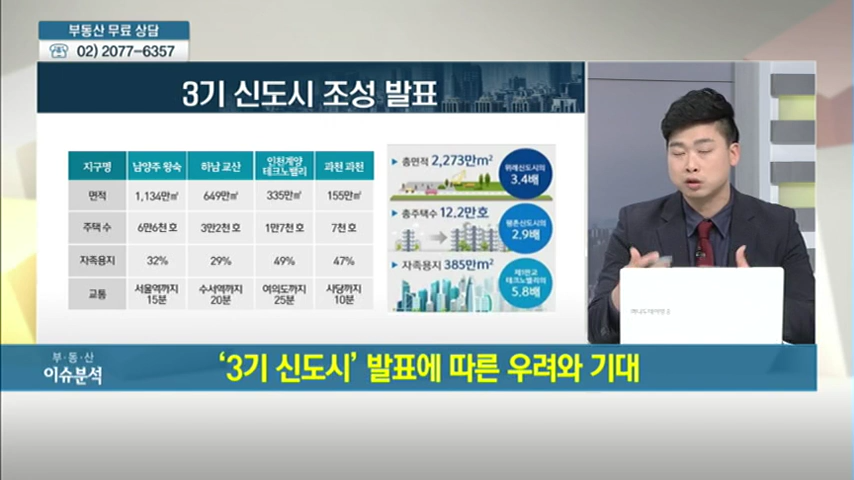 부동산 무료 상담
02) 2077-6357
3기 신도시 조성 발표
지구명 남양주 왕숙 하남 교산 인천계양 테크노밸리 과천 과천
면적 1,134만㎡ 649만㎡ 335만㎡ 155만㎡
주택 수 6만6천 호 3만2천 호 1만7천 호 7천 호
자족용지 32% 29% 49% 47%
교통 서울역까지 15분 수서역까지 20분 여의도까지 25분 사당까지 10분
총면적 2,273만m² 위례신도시의 3.4배
총주택수 12.2만호 평촌신도시의 2.9배
자족용지 385만m² 제1판교 테크노밸리의 5.8배
부·동·산
이슈분석
'3기 신도시' 발표에 따른 우려와 기대